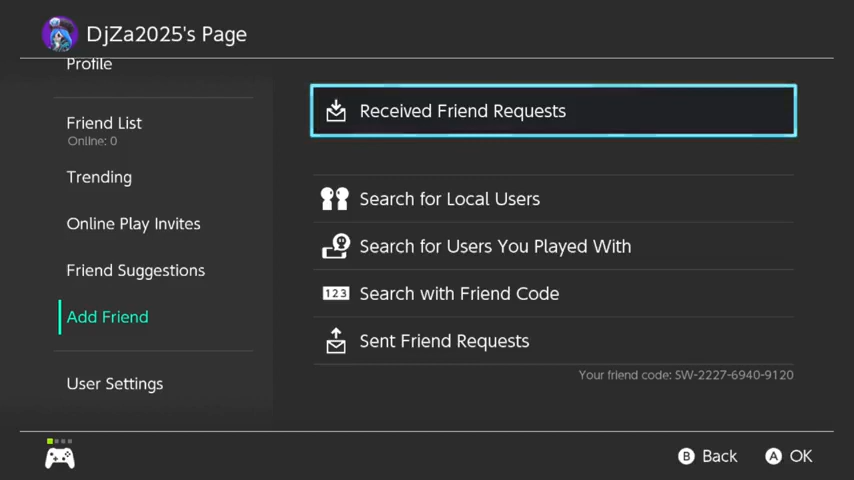 DjZa2025's Page
Profile
Friend List
Online: 0
Trending
Online Play Invites
Friend Suggestions
Add Friend
User Settings
Received Friend Requests
Search for Local Users
Search for Users You Played With
123 Search with Friend Code
Sent Friend Requests
Your friend code: SW-2227-6940-9120
B Back A OK